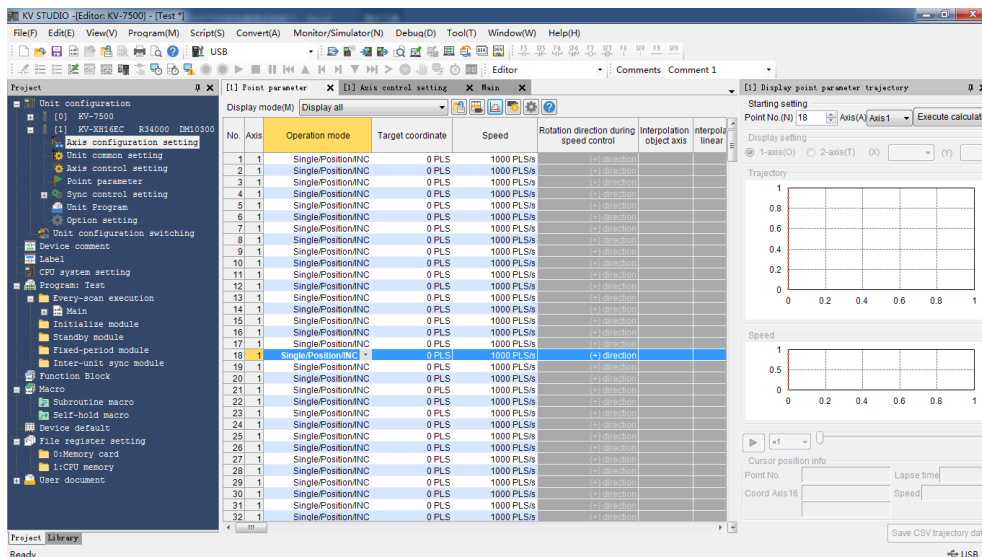 KV STUDIO -[Editor: KV-7500] - [Test *]
File(F) Edit(E) View(V) Program(M) Script(S) Convert(A) Monitor/Simulator(N) Debug(D) Tool(T) Window(W) Help(H)
USB
Editor Comments Comment 1
Project
Unit configuration
[0] KV-7500
[1] KV-XH16EC R34000 DM10300
Axis configuration setting
Unit common setting
Axis control setting
Point parameter
Sync control setting
Unit Program
Option setting
Unit configuration switching
Device comment
Label
CPU system setting
Program: Test
Every-scan execution
Main
Initialize module
Standby module
Fixed-period module
Inter-unit sync module
Function Block
Macro
Subroutine macro
Self-hold macro
Device default
File register setting
0:Memory card
1:CPU memory
User document
Project Library
Ready
[1] Point parameter X [1] Axis control setting X Main X
Display mode(M) Display all
No. Axis Operation mode Target coordinate Speed Rotation direction during speed control Interpolation object axis nterpola linear
1 1 Single/Position/INC 0 PLS 1000 PLS/s (+) direction
2 1 Single/Position/INC 0 PLS 1000 PLS/s (+) direction
3 1 Single/Position/INC 0 PLS 1000 PLS/s (+) direction
4 1 Single/Position/INC 0 PLS 1000 PLS/s (+) direction
5 1 Single/Position/INC 0 PLS 1000 PLS/s (+) direction
6 1 Single/Position/INC 0 PLS 1000 PLS/s (+) direction
7 1 Single/Position/INC 0 PLS 1000 PLS/s (+) direction
8 1 Single/Position/INC 0 PLS 1000 PLS/s (+) direction
9 1 Single/Position/INC 0 PLS 1000 PLS/s (+) direction
10 1 Single/Position/INC 0 PLS 1000 PLS/s (+) direction
11 1 Single/Position/INC 0 PLS 1000 PLS/s (+) direction
12 1 Single/Position/INC 0 PLS 1000 PLS/s (+) direction
13 1 Single/Position/INC 0 PLS 1000 PLS/s (+) direction
14 1 Single/Position/INC 0 PLS 1000 PLS/s (+) direction
15 1 Single/Position/INC 0 PLS 1000 PLS/s (+) direction
16 1 Single/Position/INC 0 PLS 1000 PLS/s (+) direction
17 1 Single/Position/INC 0 PLS 1000 PLS/s (+) direction
18 1 Single/Position/INC 0 PLS 1000 PLS/s (+) direction
19 1 Single/Position/INC 0 PLS 1000 PLS/s (+) direction
20 1 Single/Position/INC 0 PLS 1000 PLS/s (+) direction
21 1 Single/Position/INC 0 PLS 1000 PLS/s (+) direction
22 1 Single/Position/INC 0 PLS 1000 PLS/s (+) direction
23 1 Single/Position/INC 0 PLS 1000 PLS/s (+) direction
24 1 Single/Position/INC 0 PLS 1000 PLS/s (+) direction
25 1 Single/Position/INC 0 PLS 1000 PLS/s (+) direction
26 1 Single/Position/INC 0 PLS 1000 PLS/s (+) direction
27 1 Single/Position/INC 0 PLS 1000 PLS/s (+) direction
28 1 Single/Position/INC 0 PLS 1000 PLS/s (+) direction
29 1 Single/Position/INC 0 PLS 1000 PLS/s (+) direction
30 1 Single/Position/INC 0 PLS 1000 PLS/s (+) direction
31 1 Single/Position/INC 0 PLS 1000 PLS/s (+) direction
32 1 Single/Position/INC 0 PLS 1000 PLS/s (+) direction
[1] Display point parameter trajectory
Starting setting
Point No.(N) 18 Axis(A) Axis1 Execute calculat
Display setting
1-axis(O) 2-axis(T) (X) (Y)
Trajectory
1
0.8
0.6
0.4
0.2
0
0 0.2 0.4 0.6 0.8 1
Speed
1
0.5
0
0 0.2 0.4 0.6 0.8 1
×1
Cursor position info
Point No. Lapse time
Coord Axis16 Speed
Save CSV trajectory dat
USB